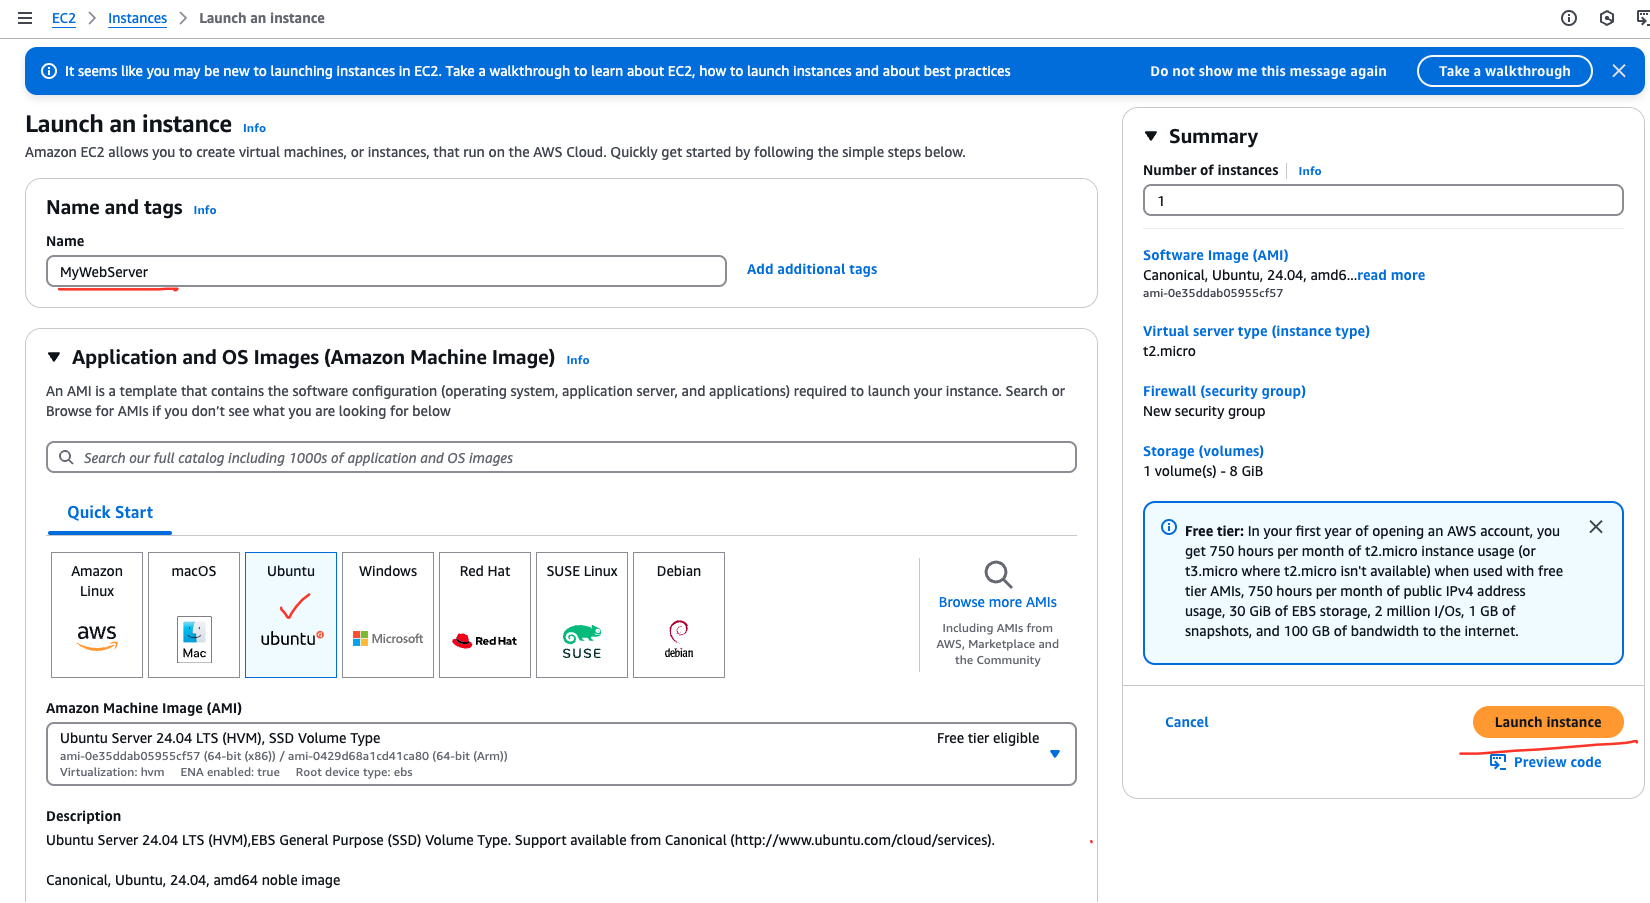 EC2 > Instances > Launch an instance
It seems like you may be new to launching instances in EC2. Take a walkthrough to learn about EC2, how to launch instances and about best practices
Do not show me this message again
Take a walkthrough
Launch an instance Info
Amazon EC2 allows you to create virtual machines, or instances, that run on the AWS Cloud. Quickly get started by following the simple steps below.
Name and tags Info
Name
MyWebServer
Add additional tags
Application and OS Images (Amazon Machine Image) Info
An AMI is a template that contains the software configuration (operating system, application server, and applications) required to launch your instance. Search or
Browse for AMIs if you don't see what you are looking for below
Search our full catalog including 1000s of application and OS images
Quick Start
Amazon
Linux
aws
macOS
Mac
Ubuntu
ubuntu
Windows
Microsoft
Red Hat
Red Hat
SUSE Linux
SUSE
Debian
debian
Browse more AMIs
Including AMIs from
AWS, Marketplace and
the Community
Amazon Machine Image (AMI)
Ubuntu Server 24.04 LTS (HVM), SSD Volume Type
Free tier eligible
ami-0e35ddab05955cf57 (64-bit (x86)) / ami-0429d68a1cd41ca80 (64-bit (Arm))
Virtualization: hvm ENA enabled: true Root device type: ebs
Description
Ubuntu Server 24.04 LTS (HVM),EBS General Purpose (SSD) Volume Type. Support available from Canonical (http://www.ubuntu.com/cloud/services).
Canonical, Ubuntu, 24.04, amd64 noble image
Summary
Number of instances Info
1
Software Image (AMI)
Canonical, Ubuntu, 24.04, amd6...read more
ami-0e35ddab05955cf57
Virtual server type (instance type)
t2.micro
Firewall (security group)
New security group
Storage (volumes)
1 volume(s) - 8 GiB
Free tier: In your first year of opening an AWS account, you
get 750 hours per month of t2.micro instance usage (or
t3.micro where t2.micro isn't available) when used with free
tier AMIs, 750 hours per month of public IPv4 address
usage, 30 GiB of EBS storage, 2 million I/Os, 1 GB of
snapshots, and 100 GB of bandwidth to the internet.
Cancel
Launch instance
Preview code